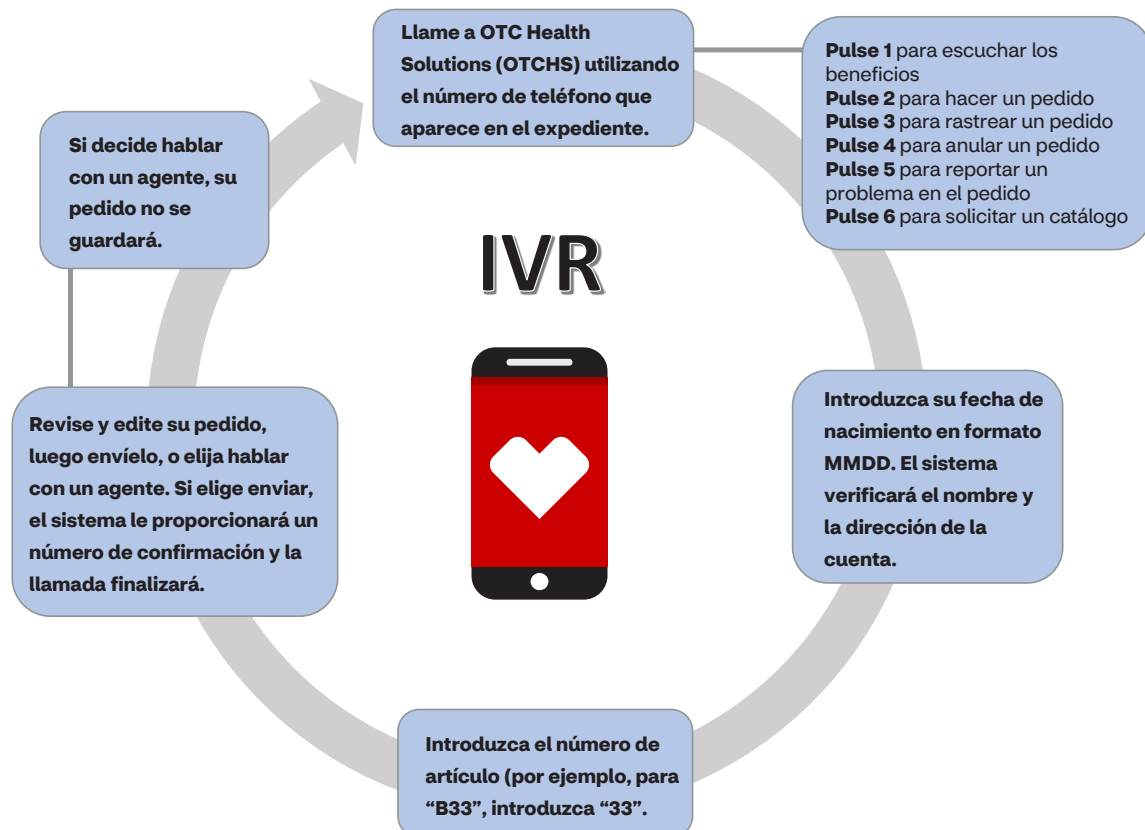 Llame a OTC Health
Solutions (OTCHS) utilizando
el número de teléfono que
aparece en el expediente.
Pulse 1 para escuchar los
beneficios
Pulse 2 para hacer un pedido
Pulse 3 para rastrear un pedido
Pulse 4 para anular un pedido
Pulse 5 para reportar un
problema en el pedido
Pulse 6 para solicitar un catálogo
Introduzca su fecha de
nacimiento en formato
MMDD. El sistema
verificará el nombre y
la dirección de la
cuenta.
Introduzca el número de
artículo (por ejemplo, para
“B33”, introduzca “33”.
Revise y edite su pedido,
luego envíelo, o elija hablar
con un agente. Si elige enviar,
el sistema le proporcionará un
número de confirmación y la
llamada finalizará.
Si decide hablar
con un agente, su
pedido no se
guardará.
IVR